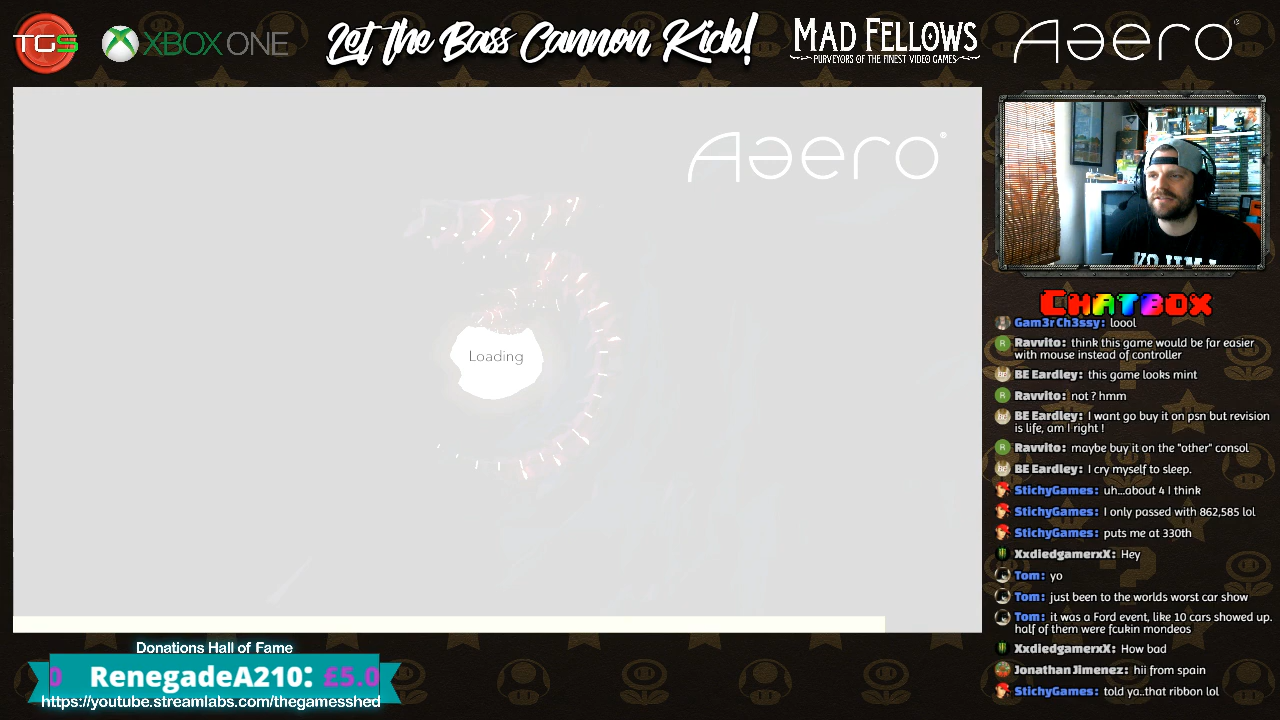 TGS
XBOX ONE
Let the Bass Cannon Kick!
MAD FELLOWS
PURVEYORS OF THE FINEST VIDEO GAMES
Aaero
Aaero
Loading
CHATBOX
Gam3rCh3ssy: loool
Ravvito: think this game would be far easier
with mouse instead of controller
BE Eardley: this game looks mint
Ravvito: not ? hmm
BE Eardley: I want go buy it on psn but revision
is life, am I right !
Ravvito: maybe buy it on the "other" consol
BE Eardley: I cry myself to sleep.
StichyGames: uh...about 4 I think
StichyGames: I only passed with 862,585 lol
StichyGames: puts me at 330th
XxdiedgamerxX: Hey
Tom: yo
Tom: just been to the worlds worst car show
Tom: it was a Ford event, like 10 cars showed up.
half of them were fcukin mondeos
XxdiedgamerxX: How bad
Jonathan Jimenez: hii from spain
StichyGames: told ya..that ribbon lol
Donations Hall of Fame
0 RenegadeA210: £5.0
https://youtube.streamlabs.com/thegamesshed